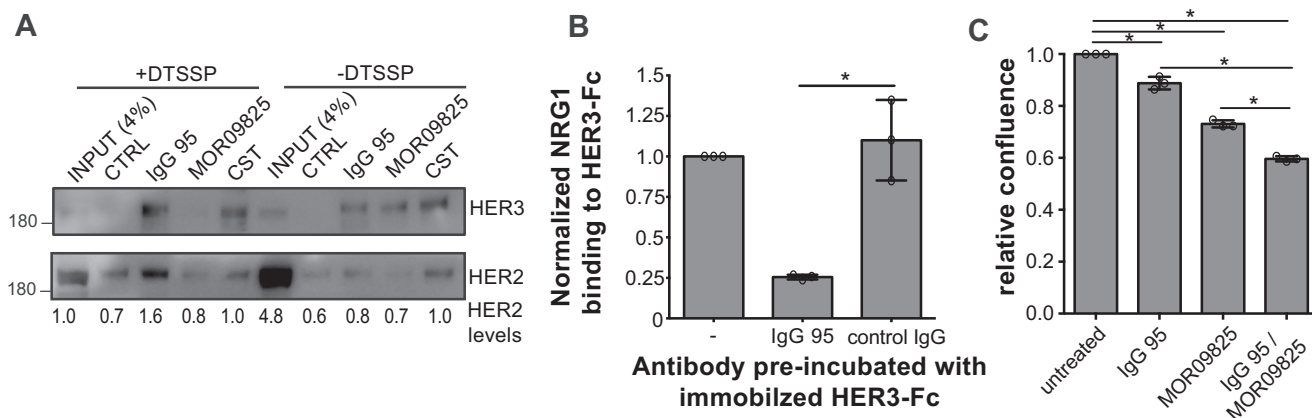 A
+DTSSP
-DTSSP
INPUT (4%)
CTRL
IgG 95
MOR09825
CST
INPUT (4%)
CTRL
IgG 95
MOR09825
CST
180
HER3
180
HER2
1.0 0.7 1.6 0.8 1.0 4.8 0.6 0.8 0.7 1.0
HER2
levels
B
Normalized NRG1
binding to HER3-Fc
1.5
1.25
1.0
0.75
0.5
0.25
0
*
-
IgG 95
control IgG
Antibody pre-incubated with
immobilzed HER3-Fc
C
relative confluence
1.0
0.8
0.6
0.4
0.2
0.0
*
*
*
*
*
untreated
IgG 95
MOR09825
IgG 95 /
MOR09825